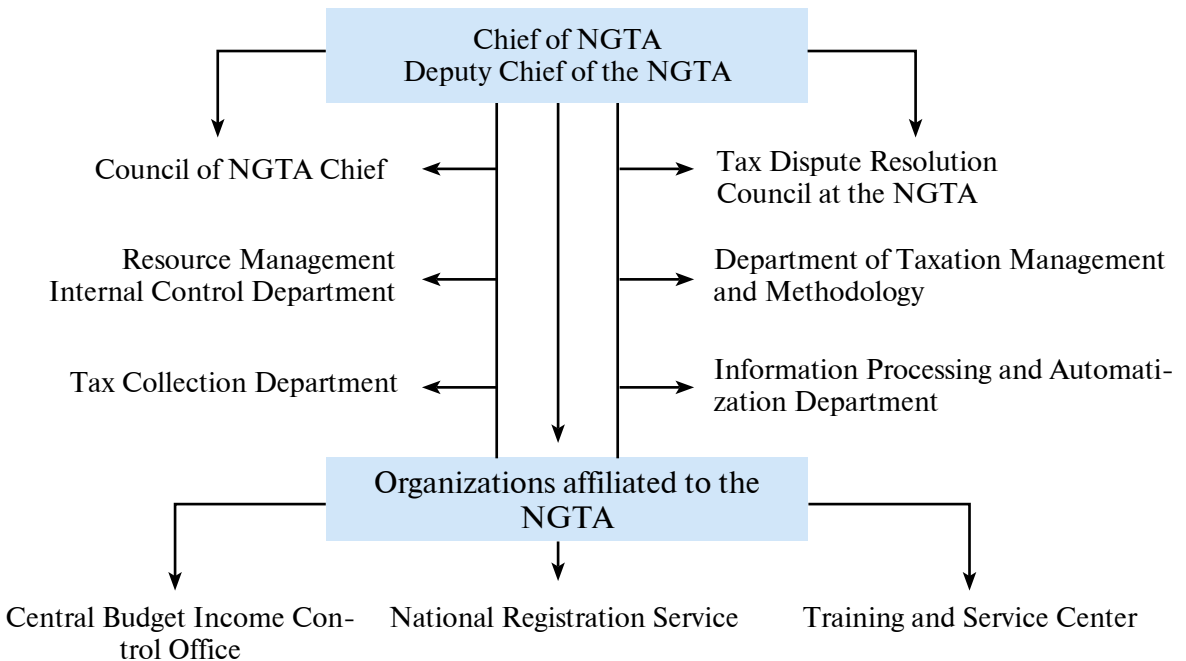 Chief of NGTA
Deputy Chief of the NGTA
Council of NGTA Chief
Tax Dispute Resolution
Council at the NGTA
Resource Management
Internal Control Department
Department of Taxation Management
and Methodology
Tax Collection Department
Information Processing and Automati-
zation Department
Organizations affiliated to the
NGTA
Central Budget Income Con-
trol Office
National Registration Service
Training and Service Center